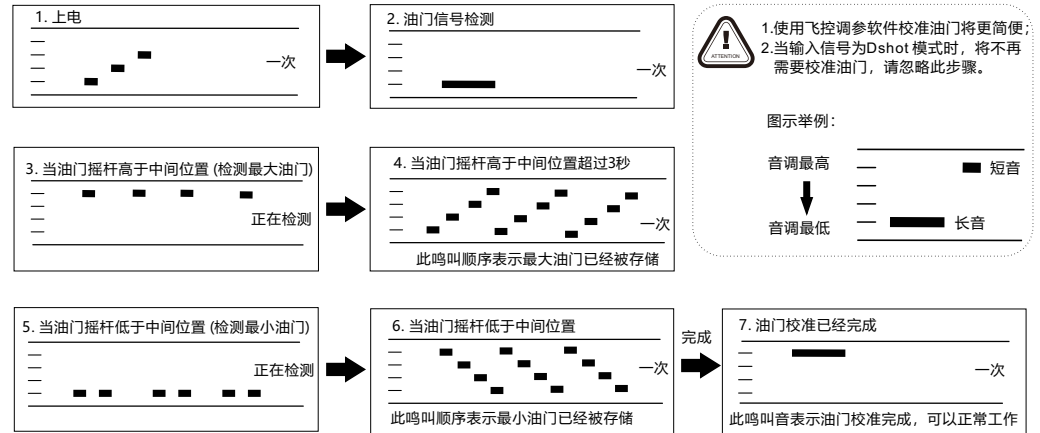 1. 上电
一次
2. 油门信号检测
一次
ATTENTION
1.使用飞控调参软件校准油门将更简便;
2.当输入信号为Dshot 模式时，将不再
需要校准油门，请忽略此步骤。
图示举例：
音调最高
短音
音调最低
长音
3. 当油门摇杆高于中间位置 (检测最大油门)
正在检测
4. 当油门摇杆高于中间位置超过3秒
一次
此鸣叫顺序表示最大油门已经被存储
5. 当油门摇杆低于中间位置 (检测最小油门)
正在检测
6. 当油门摇杆低于中间位置
一次
此鸣叫顺序表示最小油门已经被存储
完成
7. 油门校准已经完成
一次
此鸣叫音表示油门校准完成，可以正常工作